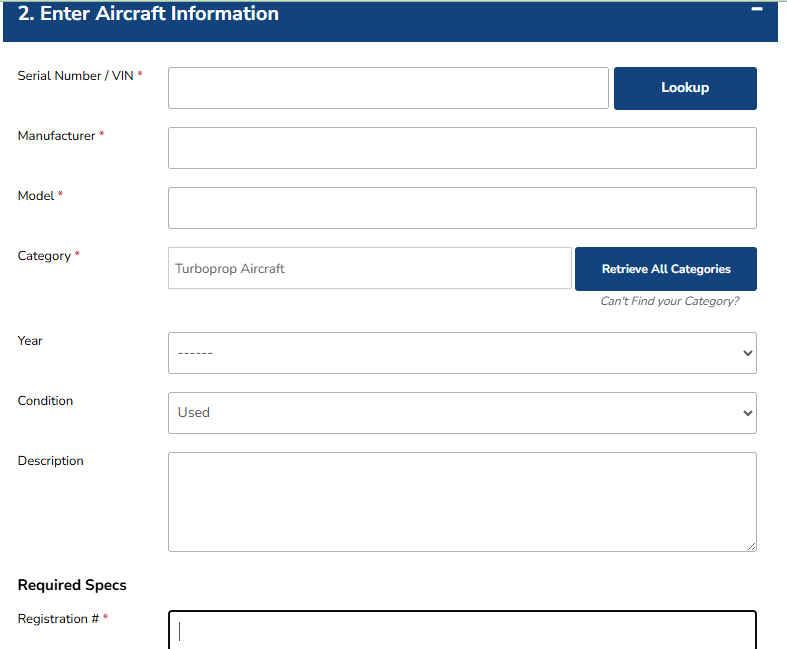 2. Enter Aircraft Information
Serial Number / VIN *
Lookup
Manufacturer *
Model *
Category *
Turboprop Aircraft
Retrieve All Categories
Can't Find your Category?
Year
------
Condition
Used
Description
Required Specs
Registration # *